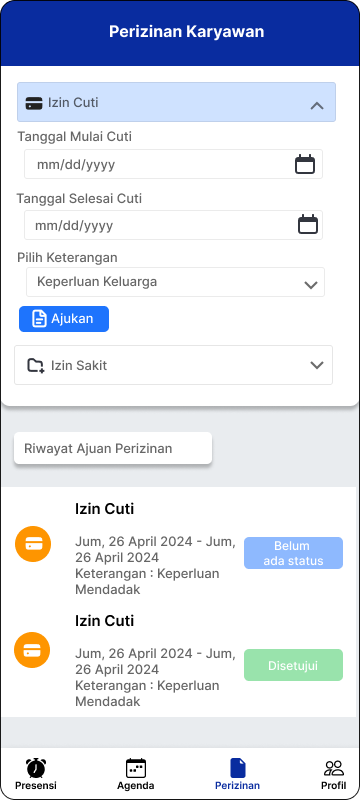 Perizinan Karyawan
Izin Cuti
Tanggal Mulai Cuti
mm/dd/yyyy
Tanggal Selesai Cuti
mm/dd/yyyy
Pilih Keterangan
Keperluan Keluarga
Ajukan
Izin Sakit
Riwayat Ajuan Perizinan
Izin Cuti
Jum, 26 April 2024 - Jum,
26 April 2024
Keterangan : Keperluan
Mendadak
Belum
ada status
Izin Cuti
Jum, 26 April 2024 - Jum,
26 April 2024
Keterangan : Keperluan
Mendadak
Disetujui
Presensi
Agenda
Perizinan
Profil